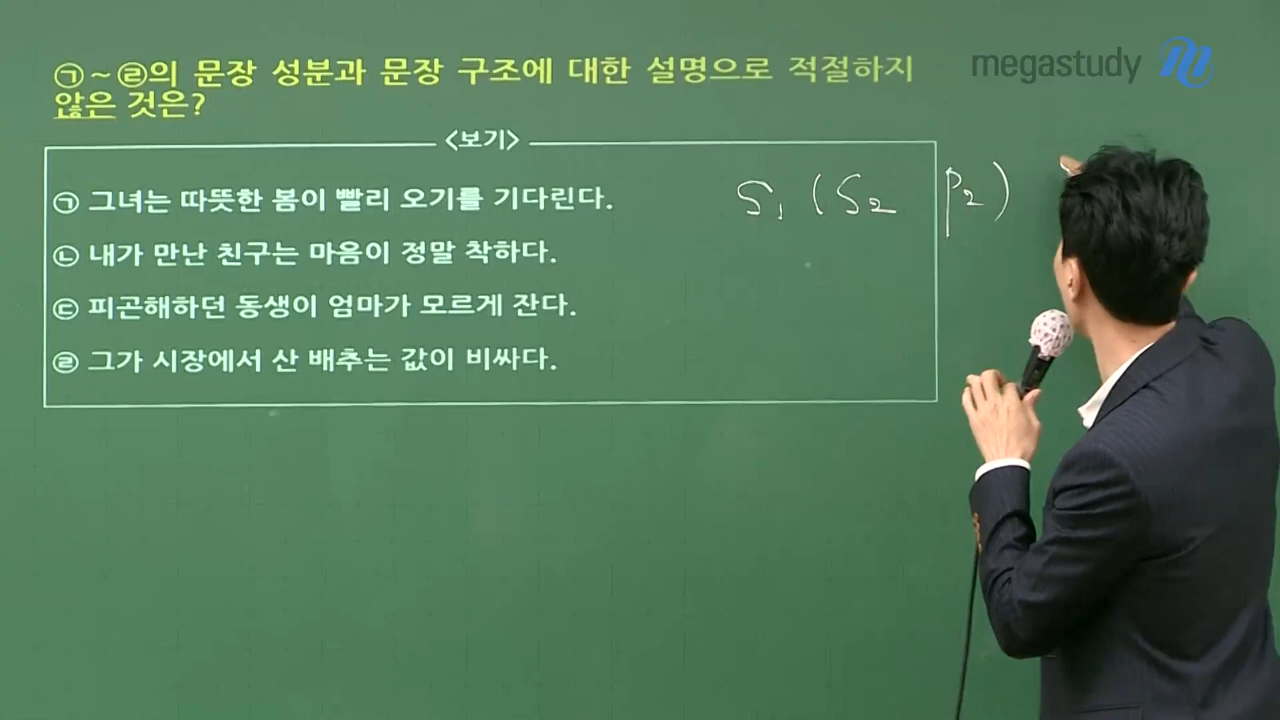 ㉠~㉣의 문장 성분과 문장 구조에 대한 설명으로 적절하지
않은 것은?
megastudy
<보기>
㉠ 그녀는 따뜻한 봄이 빨리 오기를 기다린다.
S₁ (S₂ P₂)
㉡ 내가 만난 친구는 마음이 정말 착하다.
㉢ 피곤해하던 동생이 엄마가 모르게 잔다.
㉣ 그가 시장에서 산 배추는 값이 비싸다.